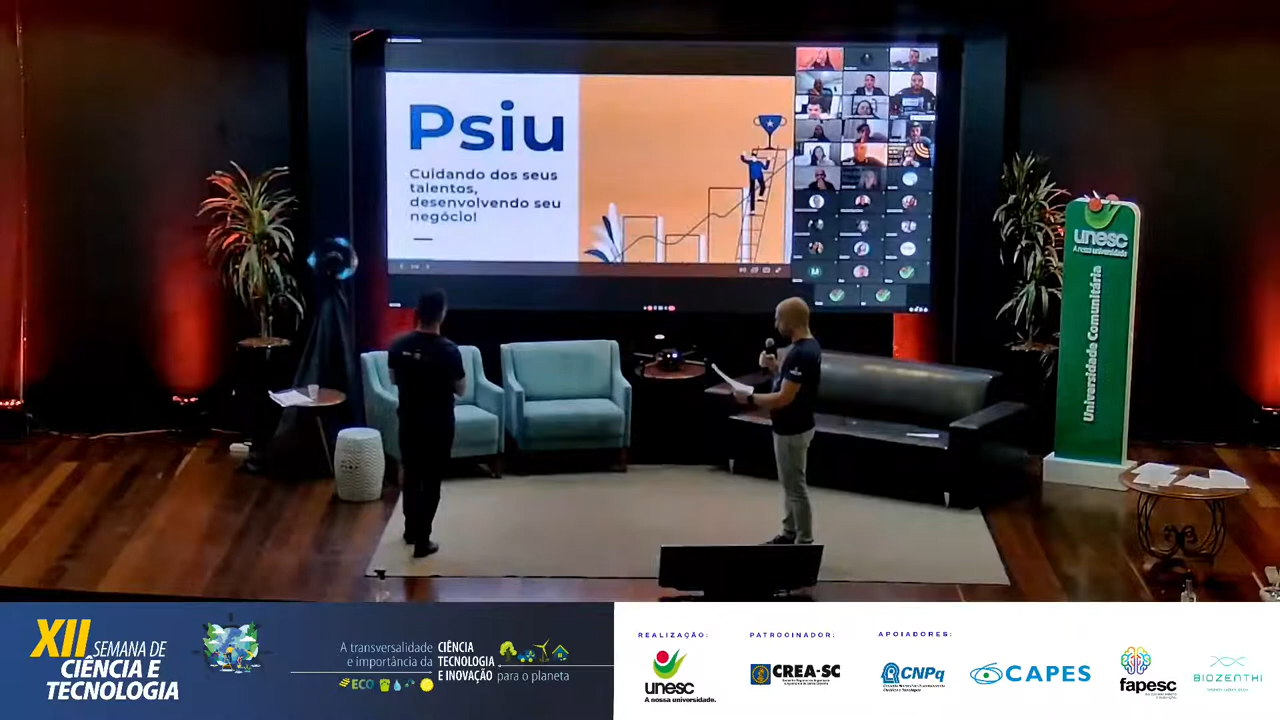 Psiu
Cuidando dos seus
talentos,
desenvolvendo seu
negócio!
M
unesc
A nossa universidade
Universidade Comunitária
XII SEMANA DE
CIÊNCIA E
TECNOLOGIA
A transversalidade
e importância da
CIÊNCIA
TECNOLOGIA
E INOVAÇÃO
para o planeta
ECO
REALIZAÇÃO:
unesc
A nossa universidade.
PATROCINADOR:
CREA-SC
APOIADORES:
CNPq
CAPES
fapesc
BIOZENTHI